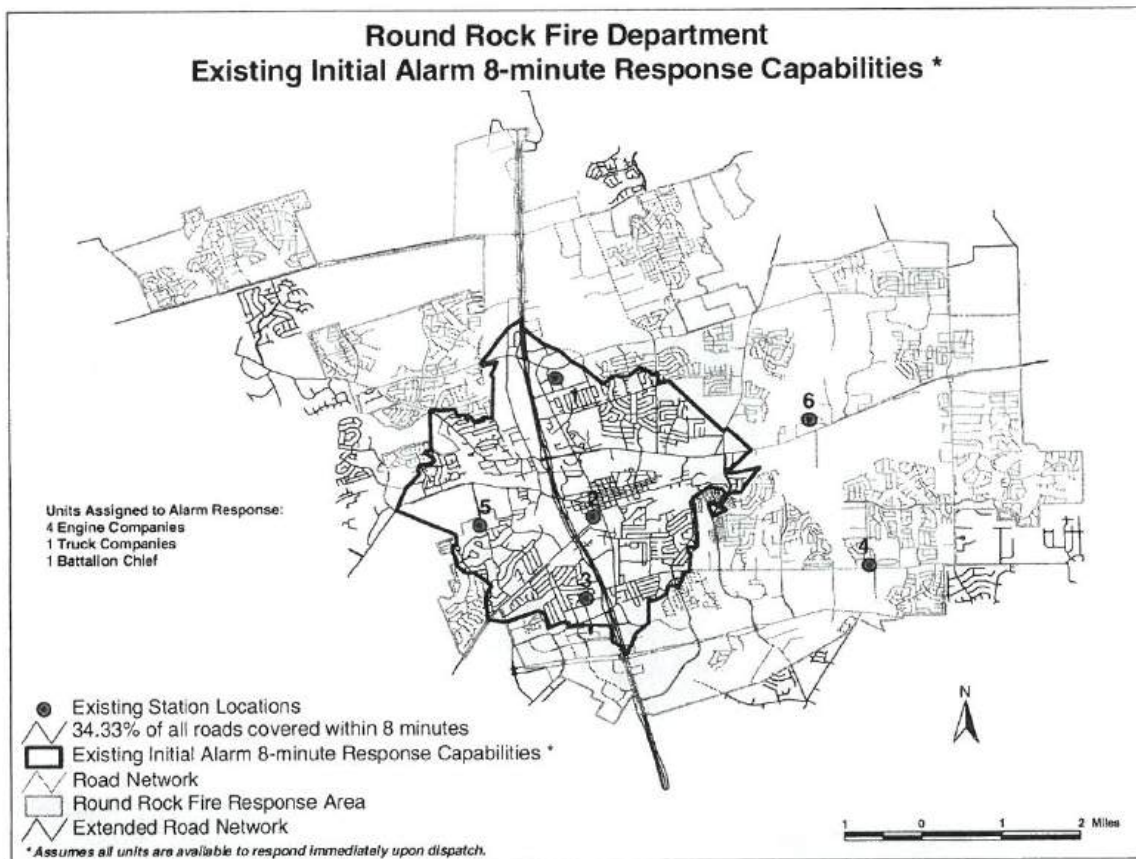 Round Rock Fire Department
Existing Initial Alarm 8-minute Response Capabilities *
1
6
2
5
4
3
Units Assigned to Alarm Response:
4 Engine Companies
1 Truck Companies
1 Battalion Chief
N
Existing Station Locations
34.33% of all roads covered within 8 minutes
Existing Initial Alarm 8-minute Response Capabilities *
Road Network
Round Rock Fire Response Area
Extended Road Network
1 0 1 2 Miles
* Assumes all units are available to respond immediately upon dispatch.